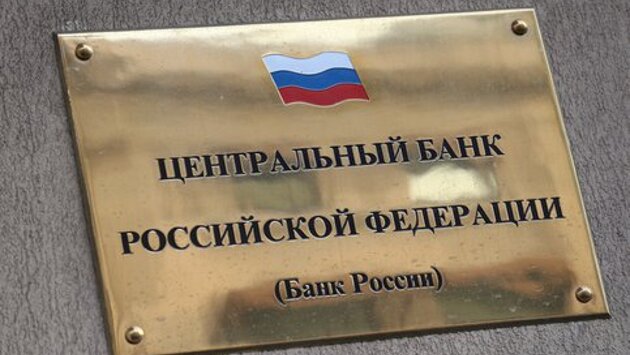 ЦЕНТРАЛЬНЫЙ БАНК
РОССИЙСКОЙ ФЕДЕРАЦИИ
(Банк России)